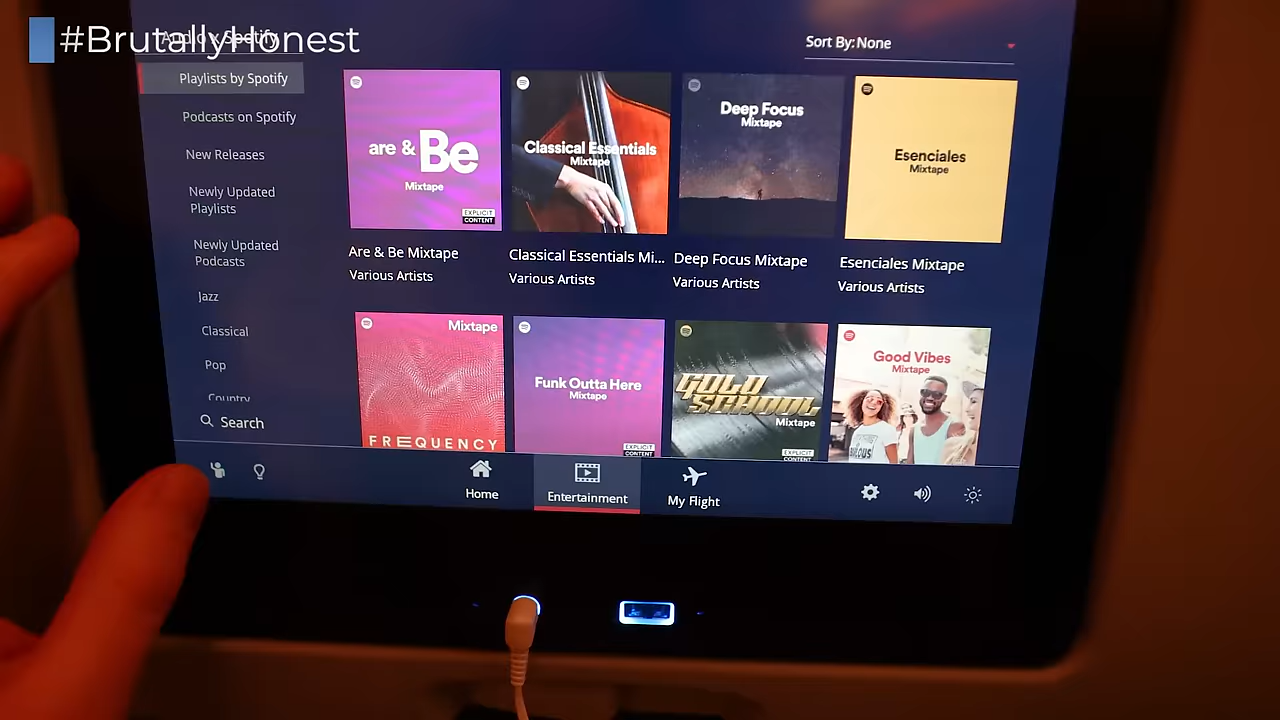 #BrutallyHonest
Audio x Spotify
Sort By: None
Playlists by Spotify
Podcasts on Spotify
New Releases
Newly Updated
Playlists
Newly Updated
Podcasts
Jazz
Classical
Pop
Country
Search
are & Be
Mixtape
EXPLICIT
CONTENT
Are & Be Mixtape
Various Artists
Classical Essentials
Mixtape
Classical Essentials Mi...
Various Artists
Deep Focus
Mixtape
Deep Focus Mixtape
Various Artists
Esenciales
Mixtape
Esenciales Mixtape
Various Artists
Mixtape
FREQUENCY
Funk Outta Here
Mixtape
EXPLICIT
CONTENT
GOLD
SCHOOL
Mixtape
EXPLICIT
CONTENT
Good Vibes
Mixtape
Home
Entertainment
My Flight